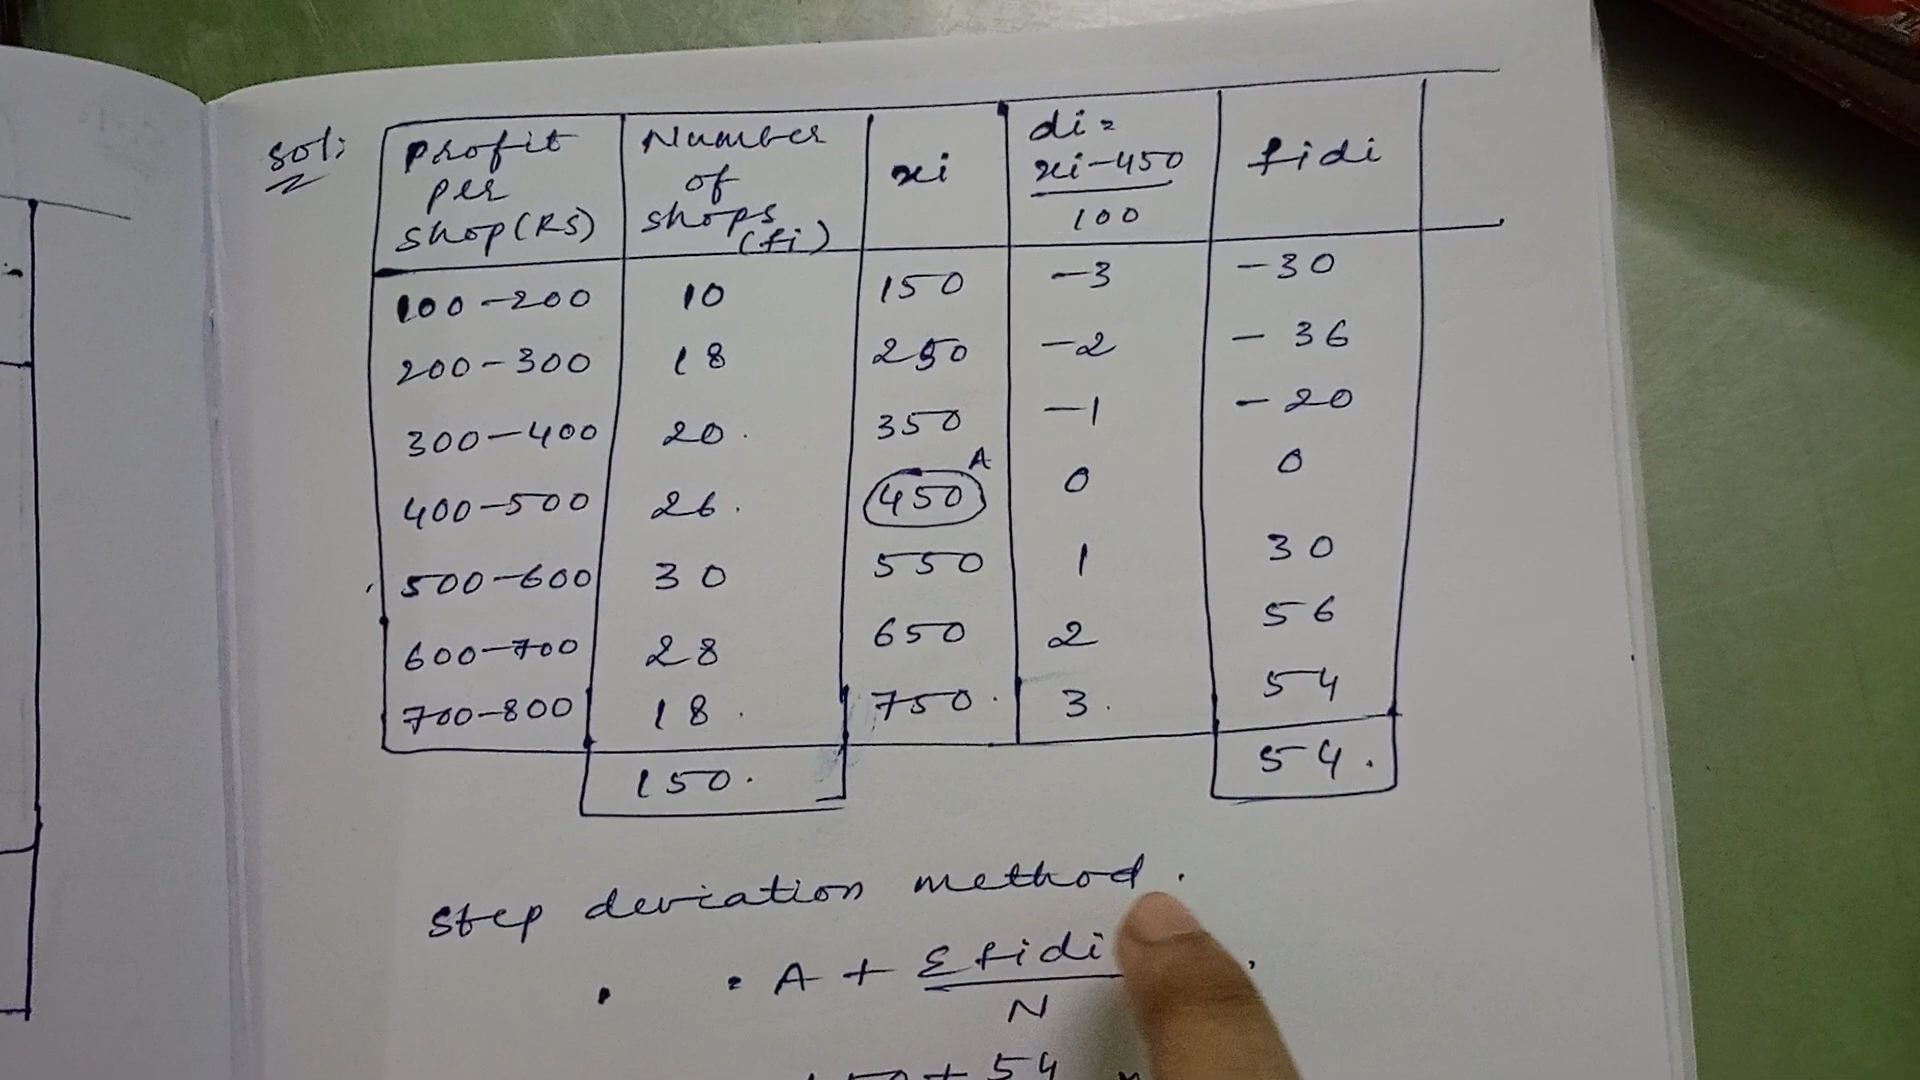 Sol:
Profit per shop (RS) | Number of shops (fi) | xi | di = xi-450 / 100 | fidi
100-200 | 10 | 150 | -3 | -30
200-300 | 18 | 250 | -2 | -36
300-400 | 20. | 350 | -1 | -20
400-500 | 26. | 450 A | 0 | 0
500-600 | 30 | 550 | 1 | 30
600-700 | 28 | 650 | 2 | 56
700-800 | 18. | 750. | 3. | 54
150. | 54.
Step deviation method.
= A + Σfidi
N
+ 54